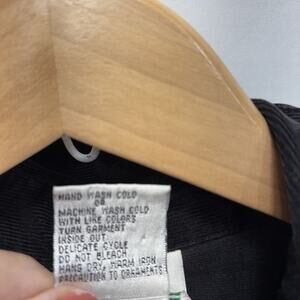 HAND WASH COLD
OR
MACHINE WASH COLD
WITH LIKE COLORS
TURN GARMENT
INSIDE OUT
DELICATE CYCLE
DO NOT BLEACH
HANG DRY, WARM IRON
PRECAUTION TO ORNAMENTS